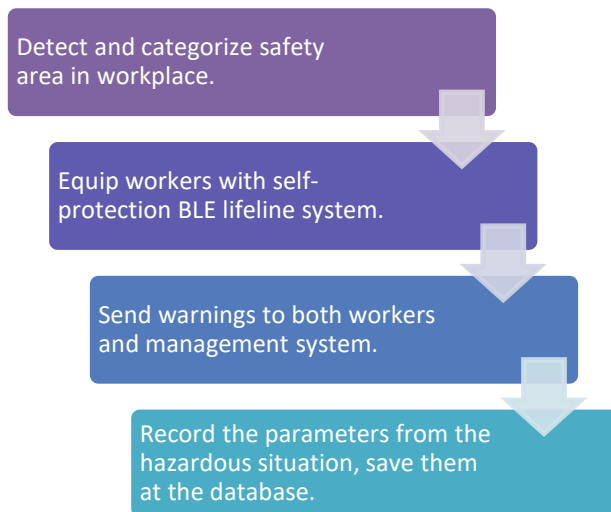 Detect and categorize safety
area in workplace.
Equip workers with self-
protection BLE lifeline system.
Send warnings to both workers
and management system.
Record the parameters from the
hazardous situation, save them
at the database.